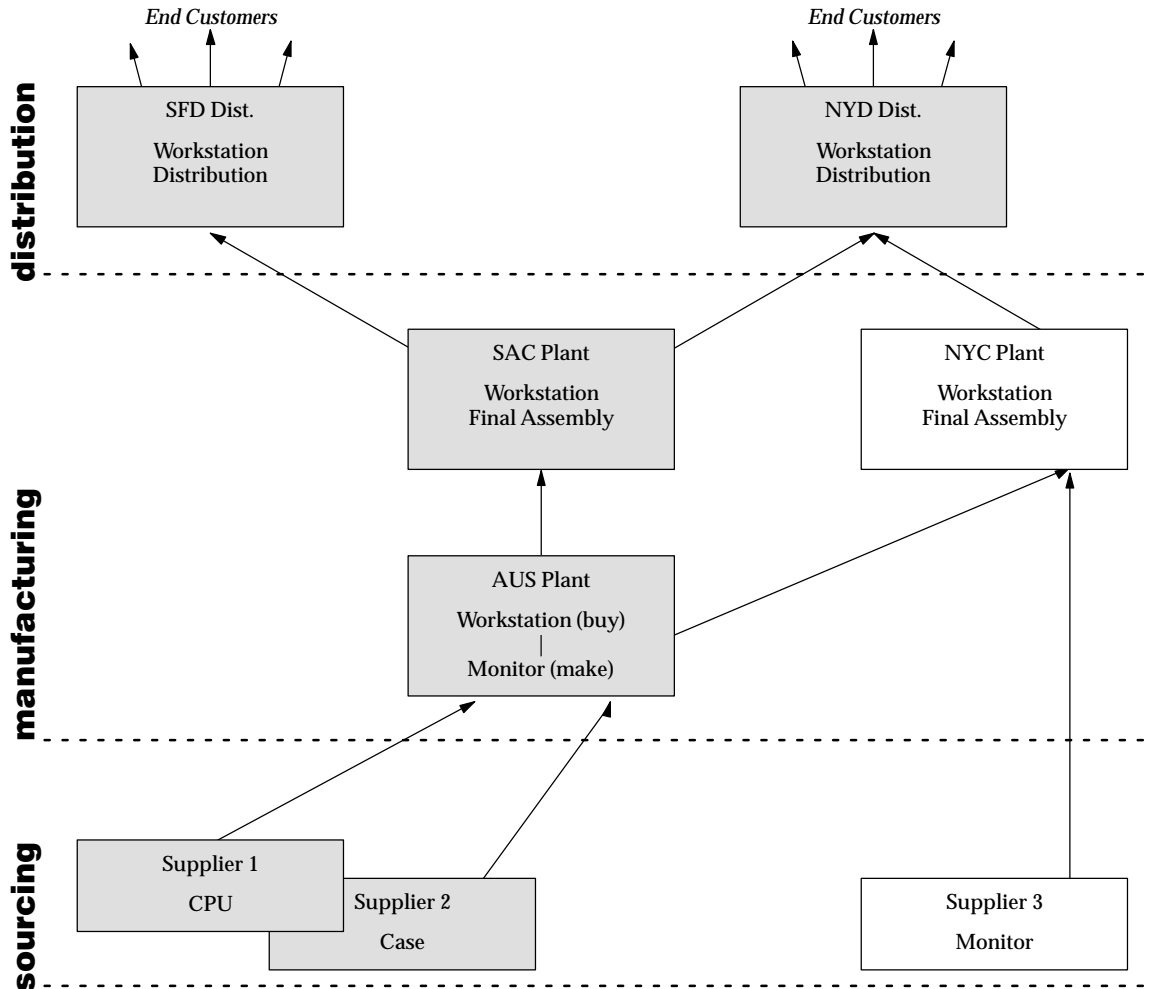 End Customers
End Customers
distribution
SFD Dist.
Workstation
Distribution
NYD Dist.
Workstation
Distribution
manufacturing
SAC Plant
Workstation
Final Assembly
NYC Plant
Workstation
Final Assembly
AUS Plant
Workstation (buy)
Monitor (make)
sourcing
Supplier 1
CPU
Supplier 2
Case
Supplier 3
Monitor